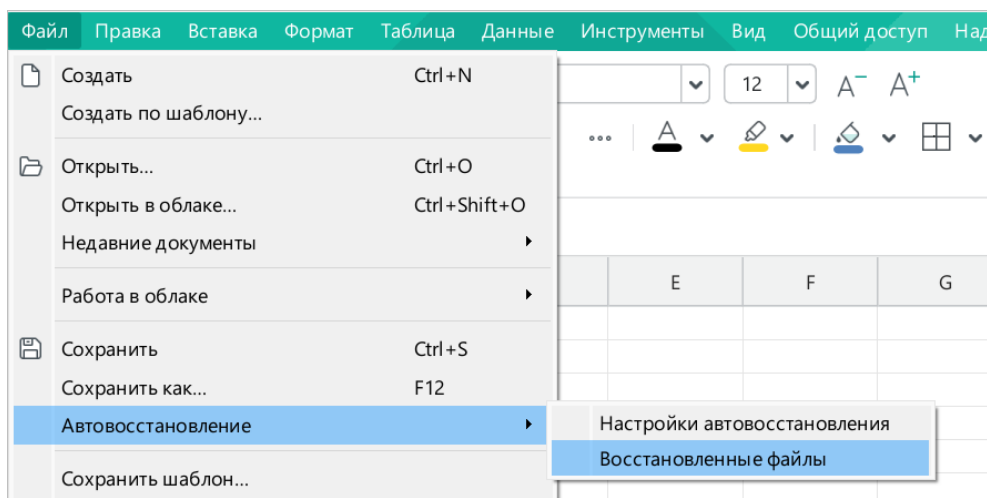 Файл Правка Вставка Формат Таблица Данные Инструменты Вид Общий доступ Над
Создать Ctrl+N
12 A− A+
Создать по шаблону...
A
Открыть... Ctrl+O
Открыть в облаке... Ctrl+Shift+O
Недавние документы
E F G
Работа в облаке
Сохранить Ctrl+S
Сохранить как... F12
Автовосстановление
Настройки автовосстановления
Восстановленные файлы
Сохранить шаблон...